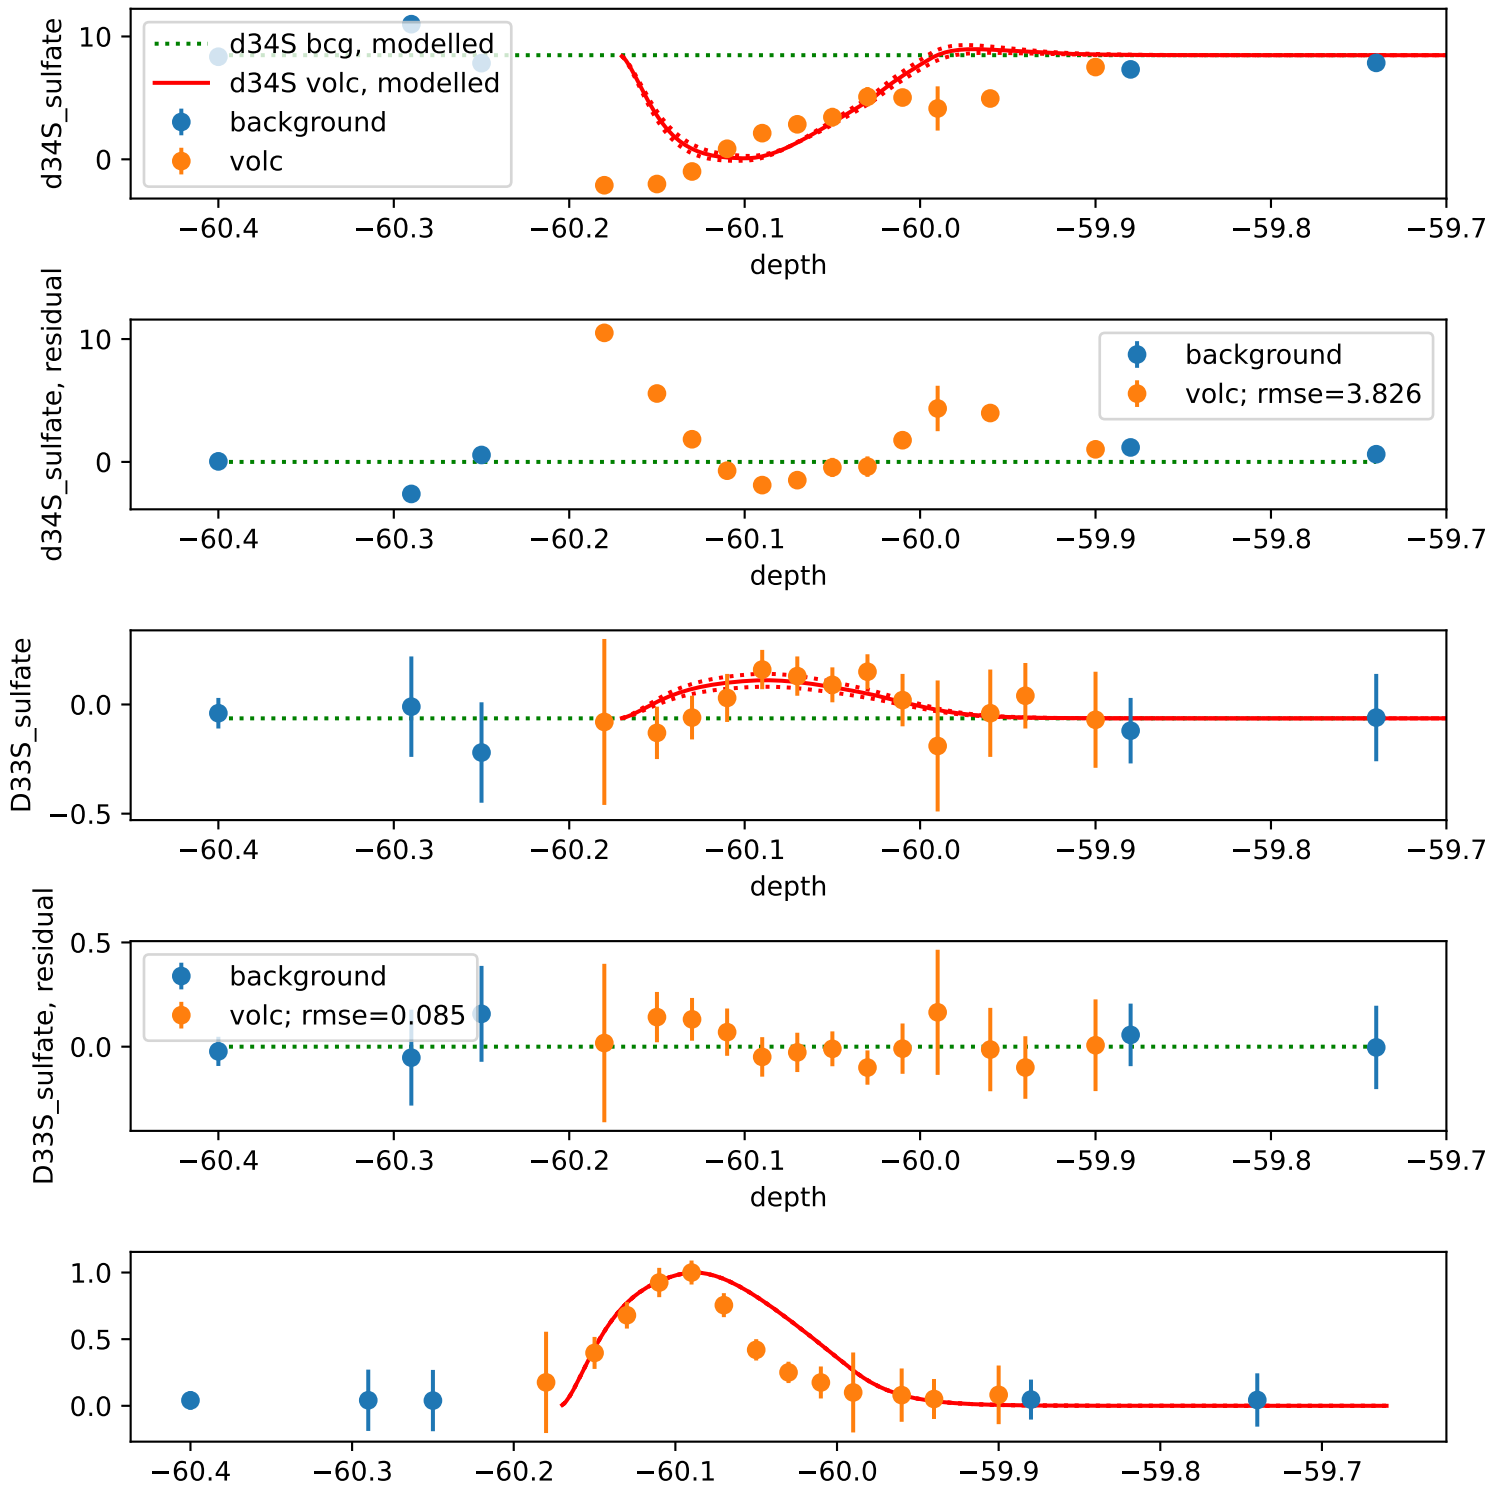 d34S_sulfate
10
0
d34S bcg, modelled
d34S volc, modelled
background
volc
−60.4 −60.3 −60.2 −60.1 −60.0 −59.9 −59.8 −59.7
depth
d34S_sulfate, residual
10
0
background
volc; rmse=3.826
−60.4 −60.3 −60.2 −60.1 −60.0 −59.9 −59.8 −59.7
depth
D33S_sulfate
0.0
−0.5
−60.4 −60.3 −60.2 −60.1 −60.0 −59.9 −59.8 −59.7
depth
D33S_sulfate, residual
0.5
0.0
background
volc; rmse=0.085
−60.4 −60.3 −60.2 −60.1 −60.0 −59.9 −59.8 −59.7
depth
1.0
0.5
0.0
−60.4 −60.3 −60.2 −60.1 −60.0 −59.9 −59.8 −59.7